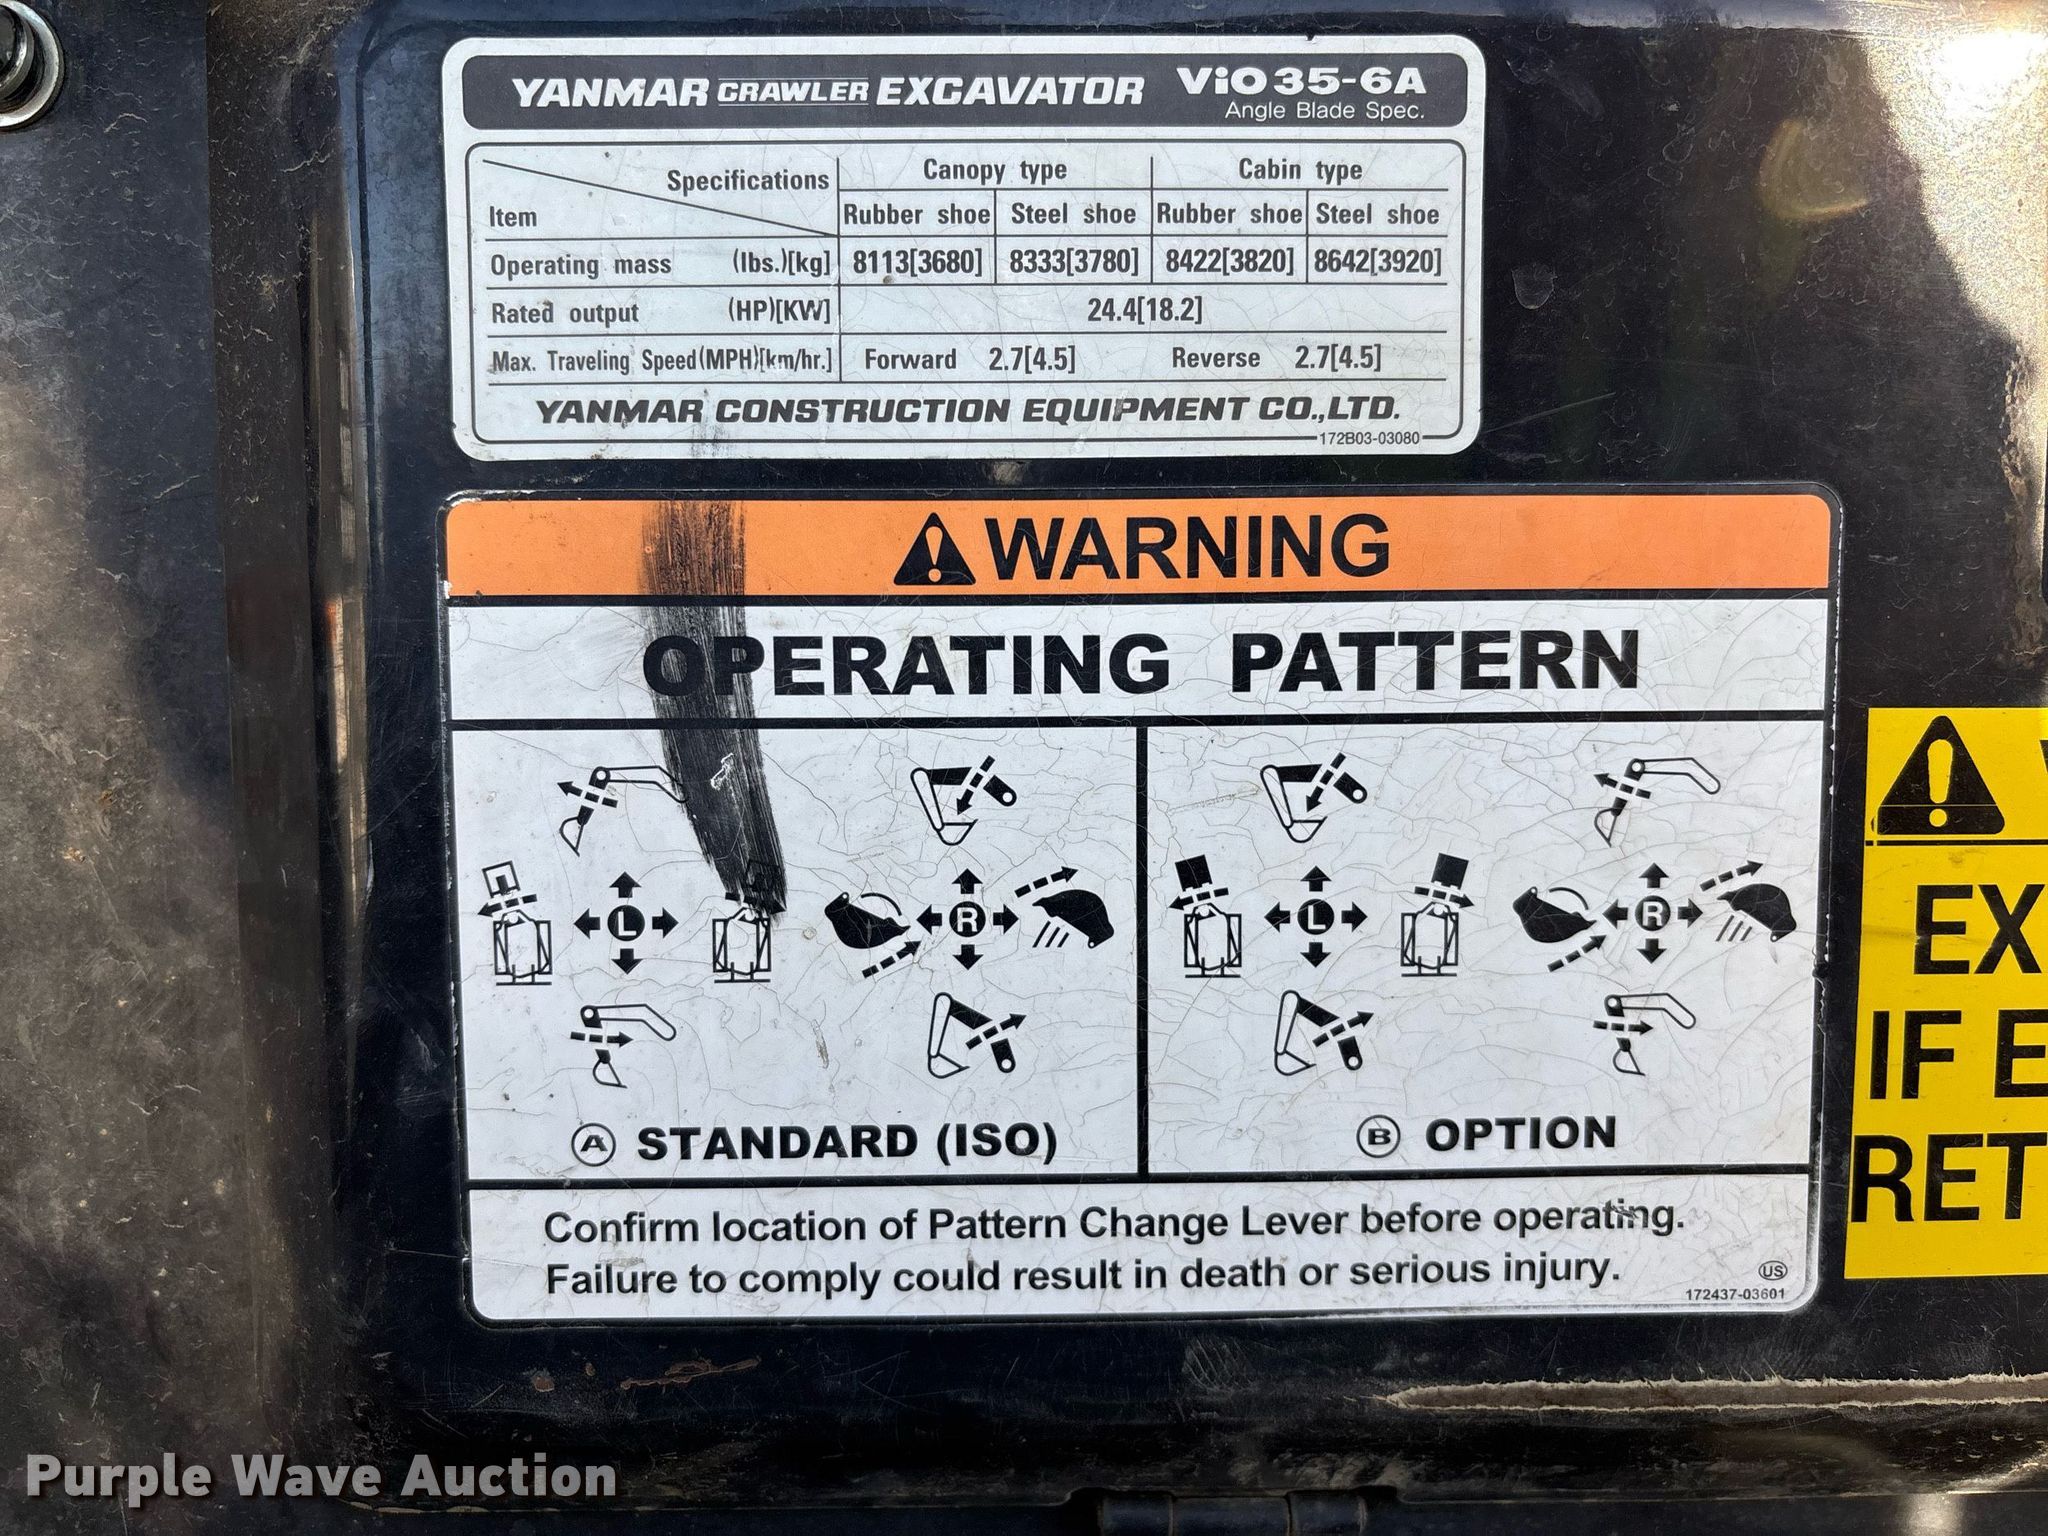 YANMAR CRAWLER EXCAVATOR ViO35-6A
Angle Blade Spec.
Specifications Canopy type Cabin type
Item Rubber shoe Steel shoe Rubber shoe Steel shoe
Operating mass (lbs.)[kg] 8113[3680] 8333[3780] 8422[3820] 8642[3920]
Rated output (HP)[KW] 24.4[18.2]
Max. Traveling Speed(MPH)[km/hr.] Forward 2.7[4.5] Reverse 2.7[4.5]
YANMAR CONSTRUCTION EQUIPMENT CO.,LTD.
172B03-03080
WARNING
OPERATING PATTERN
L R L R
A STANDARD (ISO) B OPTION
Confirm location of Pattern Change Lever before operating.
Failure to comply could result in death or serious injury.
US
172437-03601
EX
IF E
RET
Purple Wave Auction